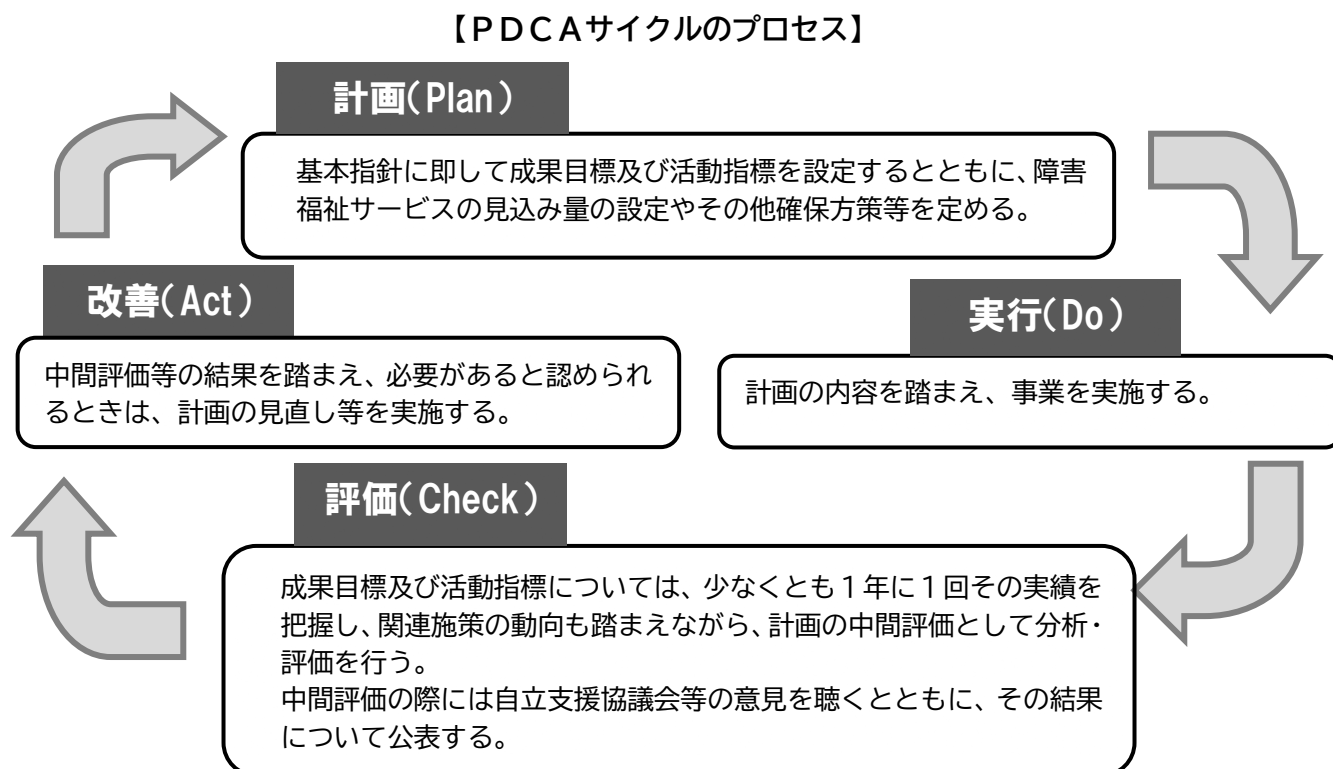 【ＰＤＣＡサイクルのプロセス】
計画(Plan)
基本指針に即して成果目標及び活動指標を設定するとともに、障害
福祉サービスの見込み量の設定やその他確保方策等を定める。
改善(Act)
中間評価等の結果を踏まえ、必要があると認められ
るときは、計画の見直し等を実施する。
実行(Do)
計画の内容を踏まえ、事業を実施する。
評価(Check)
成果目標及び活動指標については、少なくとも１年に１回その実績を
把握し、関連施策の動向も踏まえながら、計画の中間評価として分析・
評価を行う。
中間評価の際には自立支援協議会等の意見を聴くとともに、その結果
について公表する。